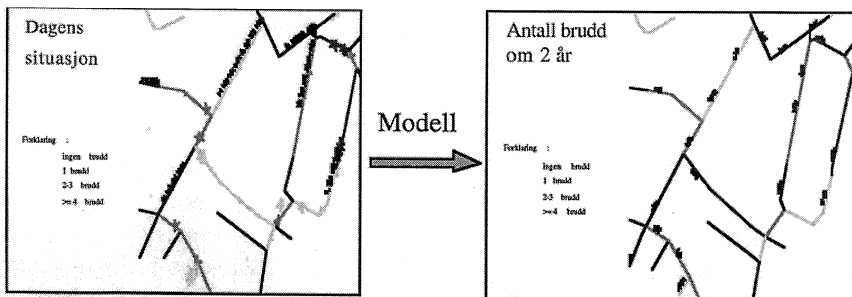 Dagens
situasjon
Forklaring :
ingen brudd
1 brudd
2-3 brudd
>=4 brudd
Modell
Antall brudd
om 2 år
Forklaring :
ingen brudd
1 brudd
2-3 brudd
>=4 brudd